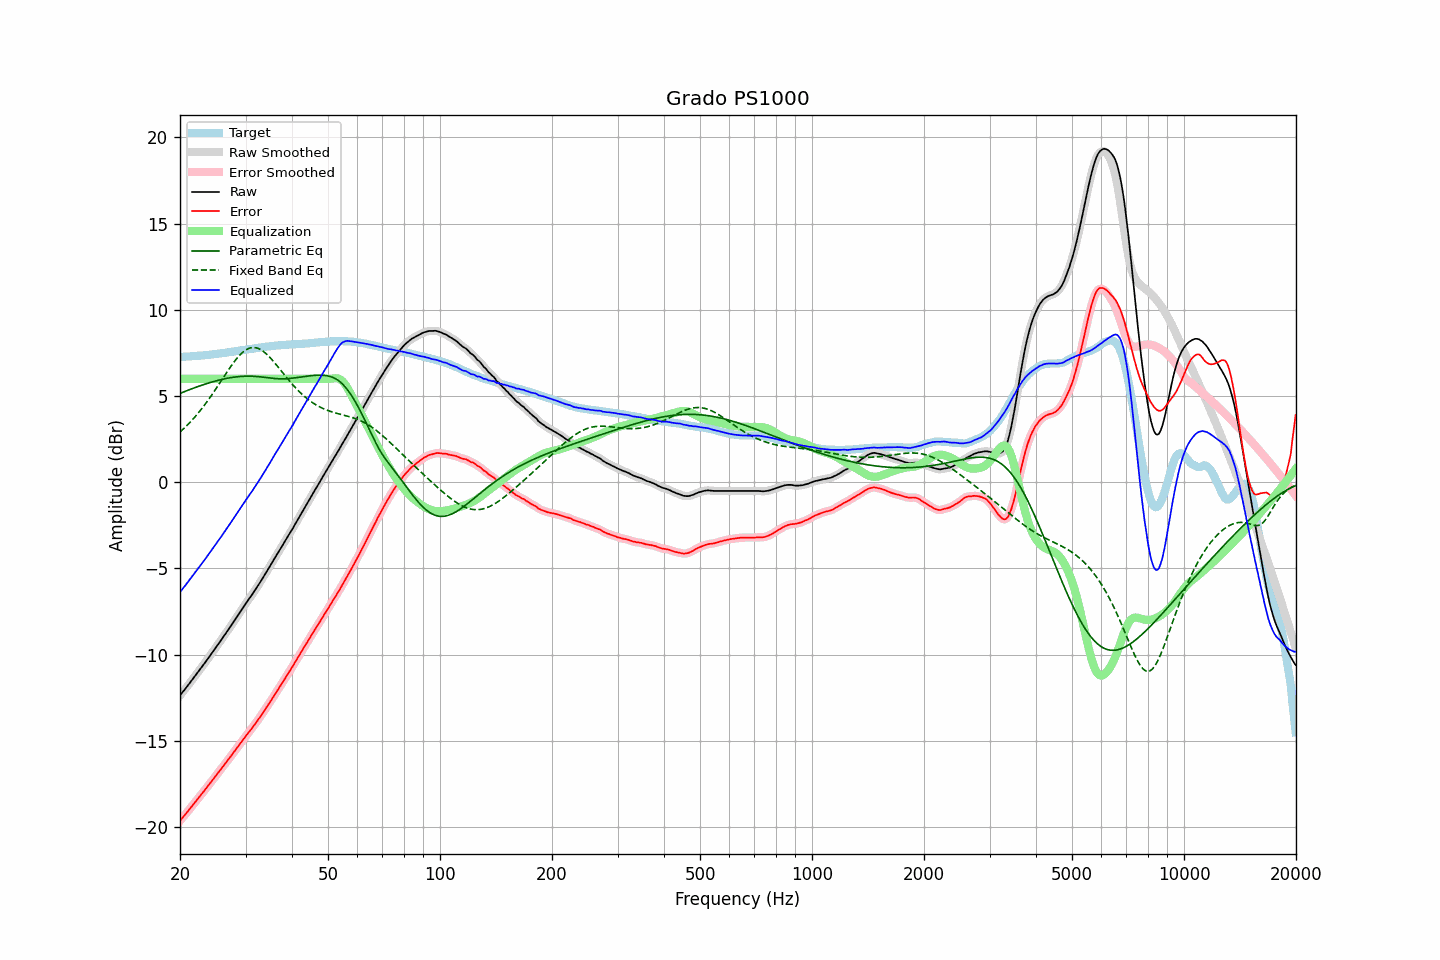 Grado PS1000
Target
Raw Smoothed
Error Smoothed
Raw
Error
Equalization
Parametric Eq
Fixed Band Eq
Equalized
20
15
10
5
0
−5
−10
−15
−20
Amplitude (dBr)
20 50 100 200 500 1000 2000 5000 10000 20000
Frequency (Hz)